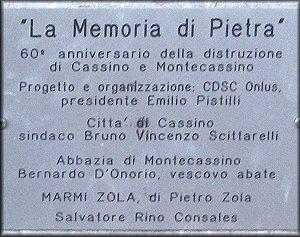 "La Memoria di Pietra"
60° anniversario della distruzione
di Cassino e Montecassino
Progetto e organizzazione: CDSC Onlus,
presidente Emilio Pistilli
Citta' di Cassino
sindaco Bruno Vincenzo Scittarelli
Abbazia di Montecassino
Bernardo D'Onorio, vescovo abate
MARMI ZOLA, di Pietro Zola
Salvatore Rino Consales